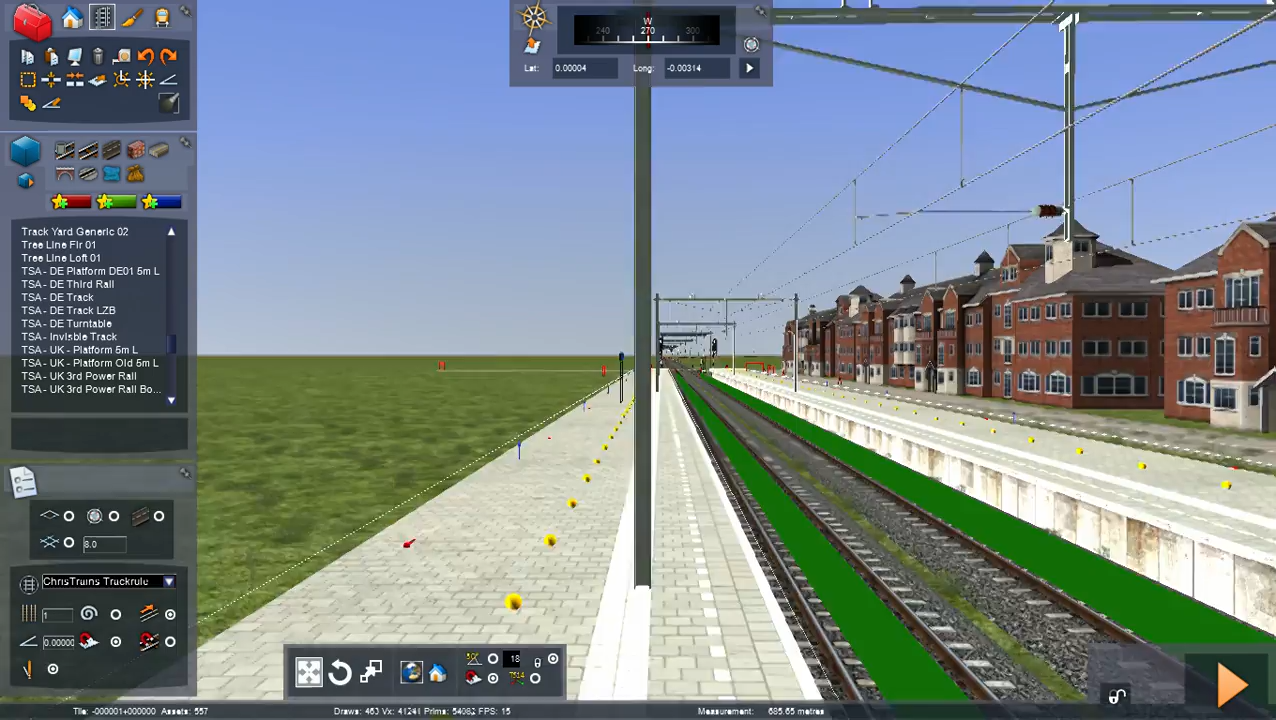 W
240 270 300
Lat: 0.00004 Long: -0.00314
Track Yard Generic 02
Tree Line Fir 01
Tree Line Loft 01
TSA - DE Platform DE01 5m L
TSA - DE Third Rail
TSA - DE Track
TSA - DE Track LZB
TSA - DE Turntable
TSA - Invisble Track
TSA - UK - Platform 5m L
TSA - UK - Platform Old 5m L
TSA - UK 3rd Power Rail
TSA - UK 3rd Power Rail Bo...
8.0
ChrisTrains Trackrule
1
0.00000
18
Tile: -000001+000000 Assets: 557
Draws: 463 Vx: 41241 Prims: 54082 FPS: 15
Measurement: 685.65 metres